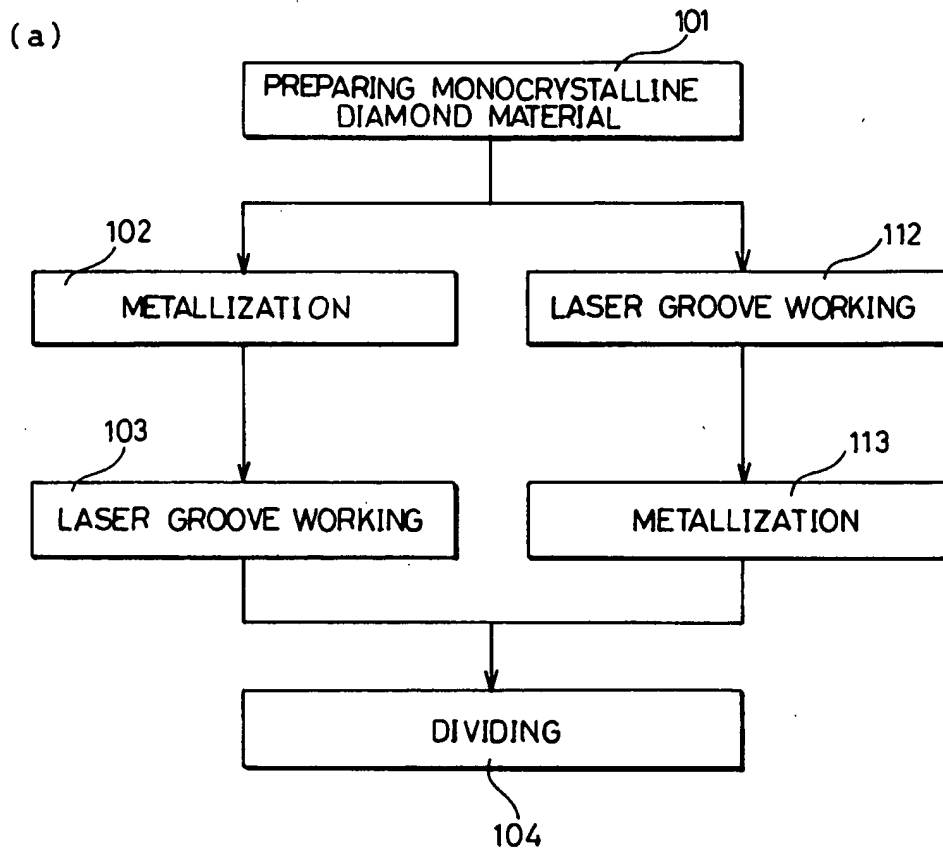 (a)
101
PREPARING MONOCRYSTALLINE
DIAMOND MATERIAL
102
METALLIZATION
112
LASER GROOVE WORKING
103
LASER GROOVE WORKING
113
METALLIZATION
DIVIDING
104